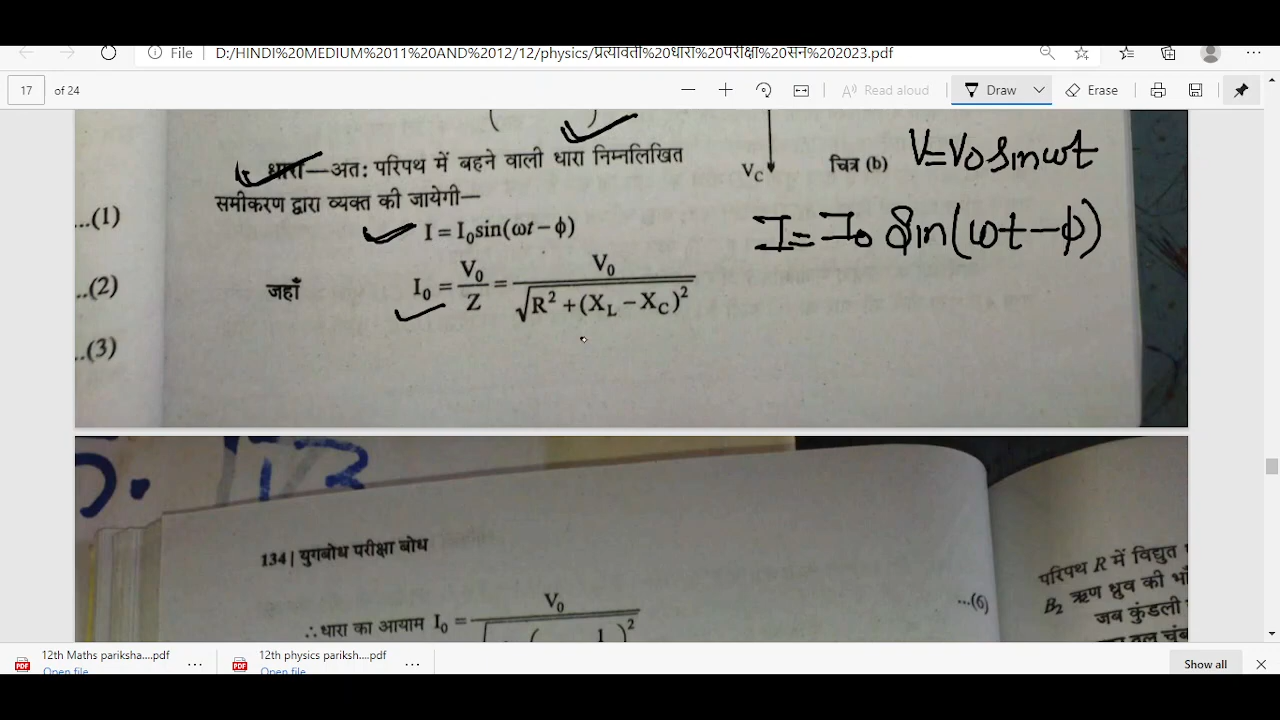 File D:/HINDI%20MEDIUM%2011%20AND%2012/12/physics/प्रत्यावती%20धारा%20परीक्षा%20सन%202023.pdf
17 of 24 Read aloud Draw Erase
धारा—अत: परिपथ में बहने वाली धारा निम्नलिखित
समीकरण द्वारा व्यक्त की जायेगी—
I = I₀sin(ωt – ϕ)
जहाँ I₀ = V₀/Z = V₀/√R² + (X_L – X_C)²
V_C चित्र (b)
V=V₀ sinωt
I = I₀ Sin(ωt – ϕ)
...(1)
..(2)
..(3)
134 | युगबोध परीक्षा बोध
∴ धारा का आयाम I₀ = V₀
...(6)
परिपथ R में विद्युत
B₂ ऋण ध्रुव की
जब कुंडली
12th Maths pariksha....pdf
Open file
12th physics pariksh....pdf
Open file
Show all